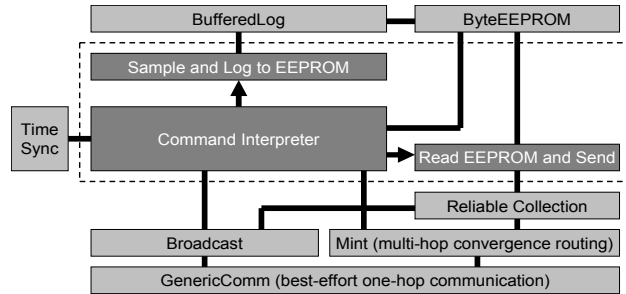 BufferedLog
ByteEEPROM
Sample and Log to EEPROM
Time
Sync
Command Interpreter
Read EEPROM and Send
Reliable Collection
Broadcast
Mint (multi-hop convergence routing)
GenericComm (best-effort one-hop communication)